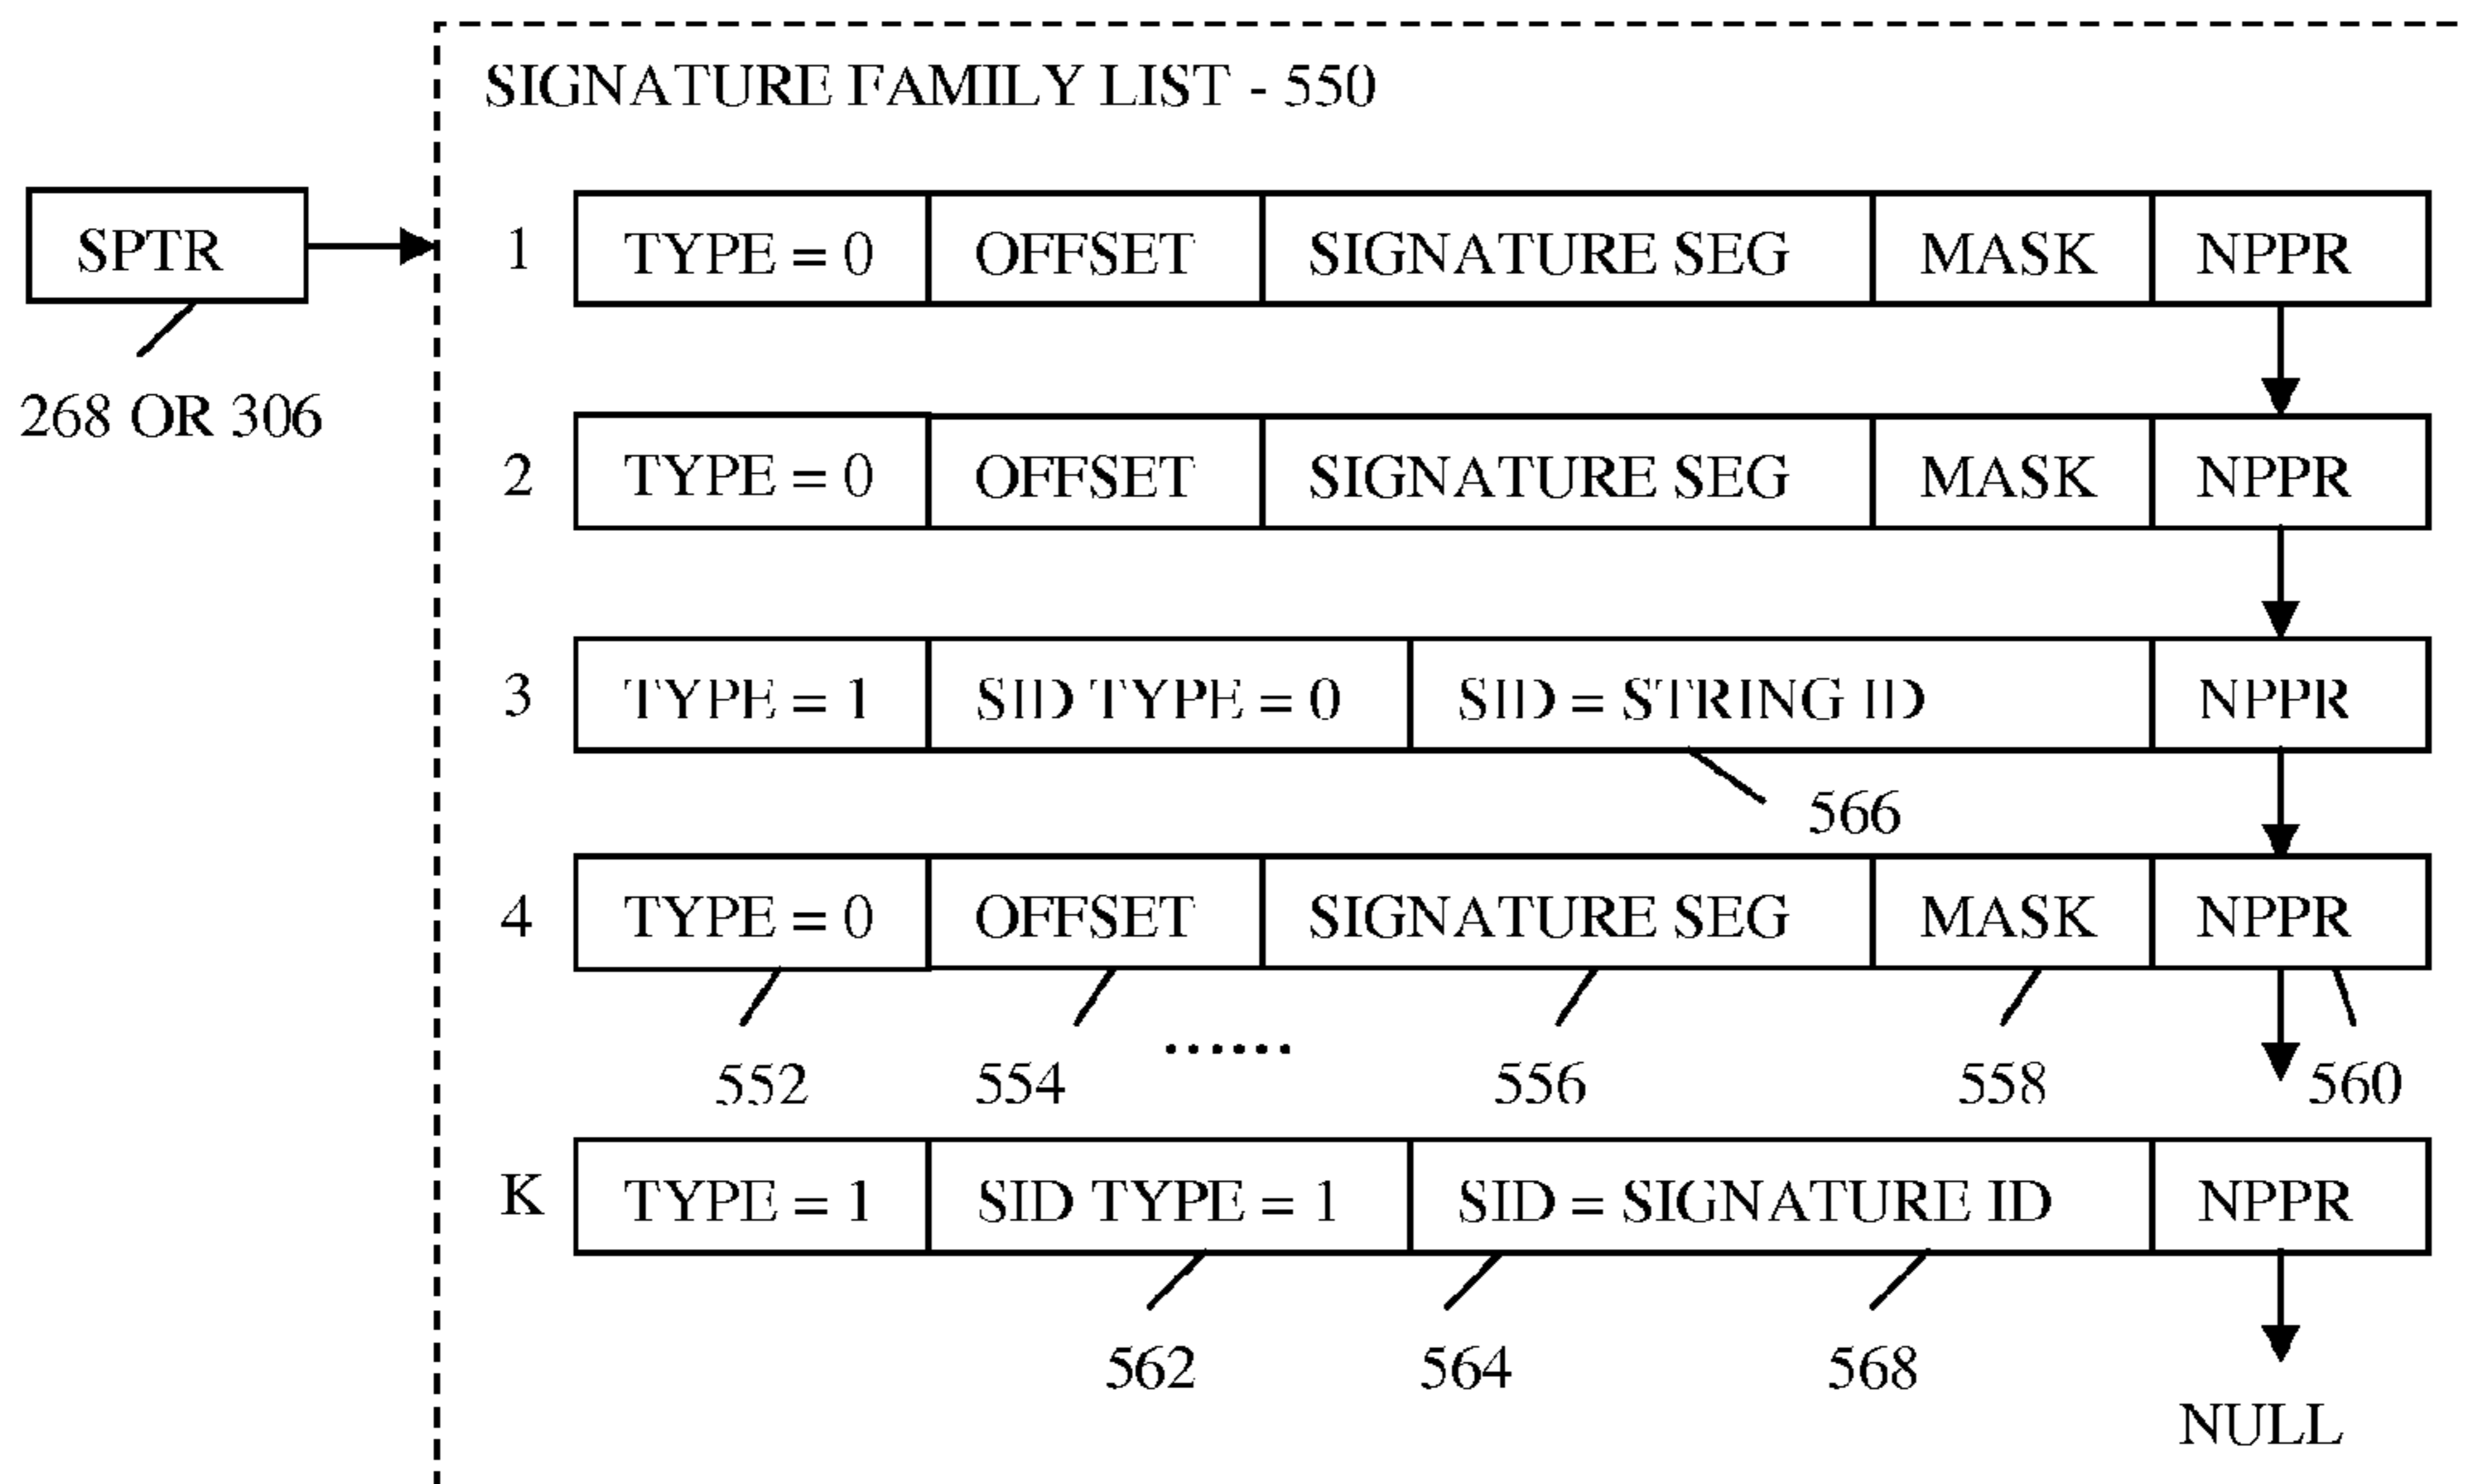 SIGNATURE FAMILY LIST - 550
SPTR
268 OR 306
1 TYPE = 0 OFFSET SIGNATURE SEG MASK NPPR
2 TYPE = 0 OFFSET SIGNATURE SEG MASK NPPR
3 TYPE = 1 SID TYPE = 0 SID = STRING ID NPPR
566
4 TYPE = 0 OFFSET SIGNATURE SEG MASK NPPR
552 554 ...... 556 558 560
K TYPE = 1 SID TYPE = 1 SID = SIGNATURE ID NPPR
562 564 568
NULL